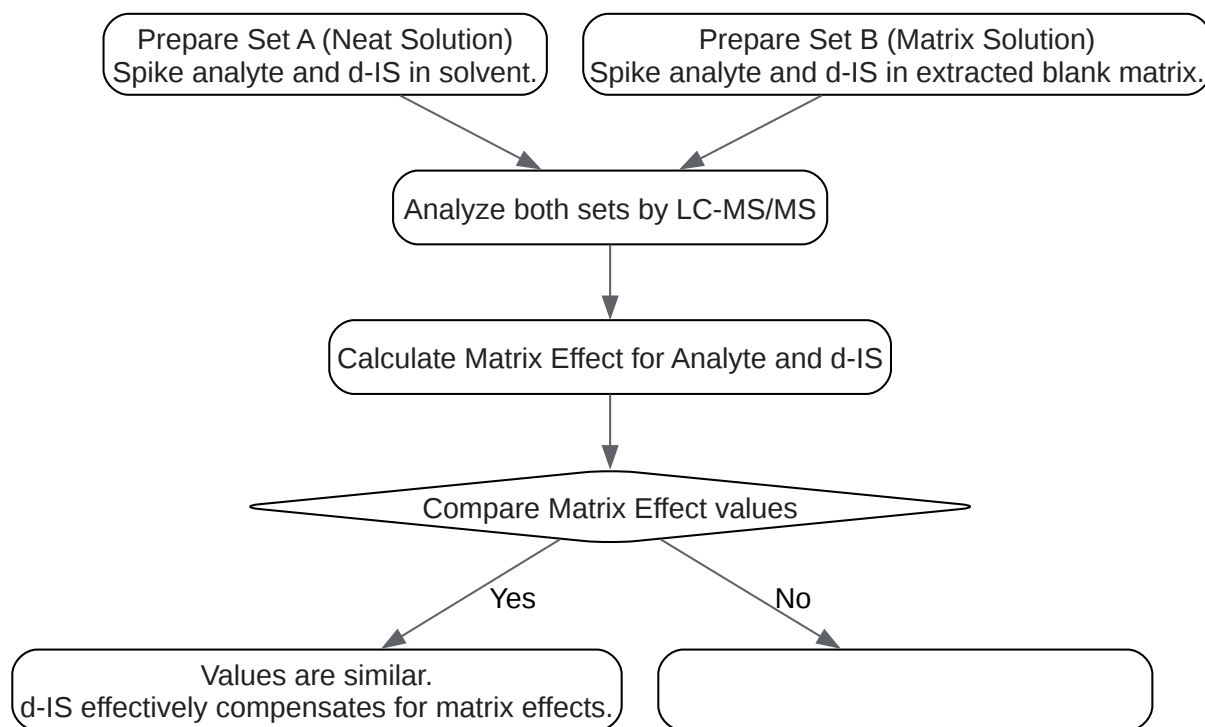 Prepare Set A (Neat Solution)
Spike analyte and d-IS in solvent.
Prepare Set B (Matrix Solution)
Spike analyte and d-IS in extracted blank matrix.
Analyze both sets by LC-MS/MS
Calculate Matrix Effect for Analyte and d-IS
Compare Matrix Effect values
Yes
No
Values are similar.
d-IS effectively compensates for matrix effects.